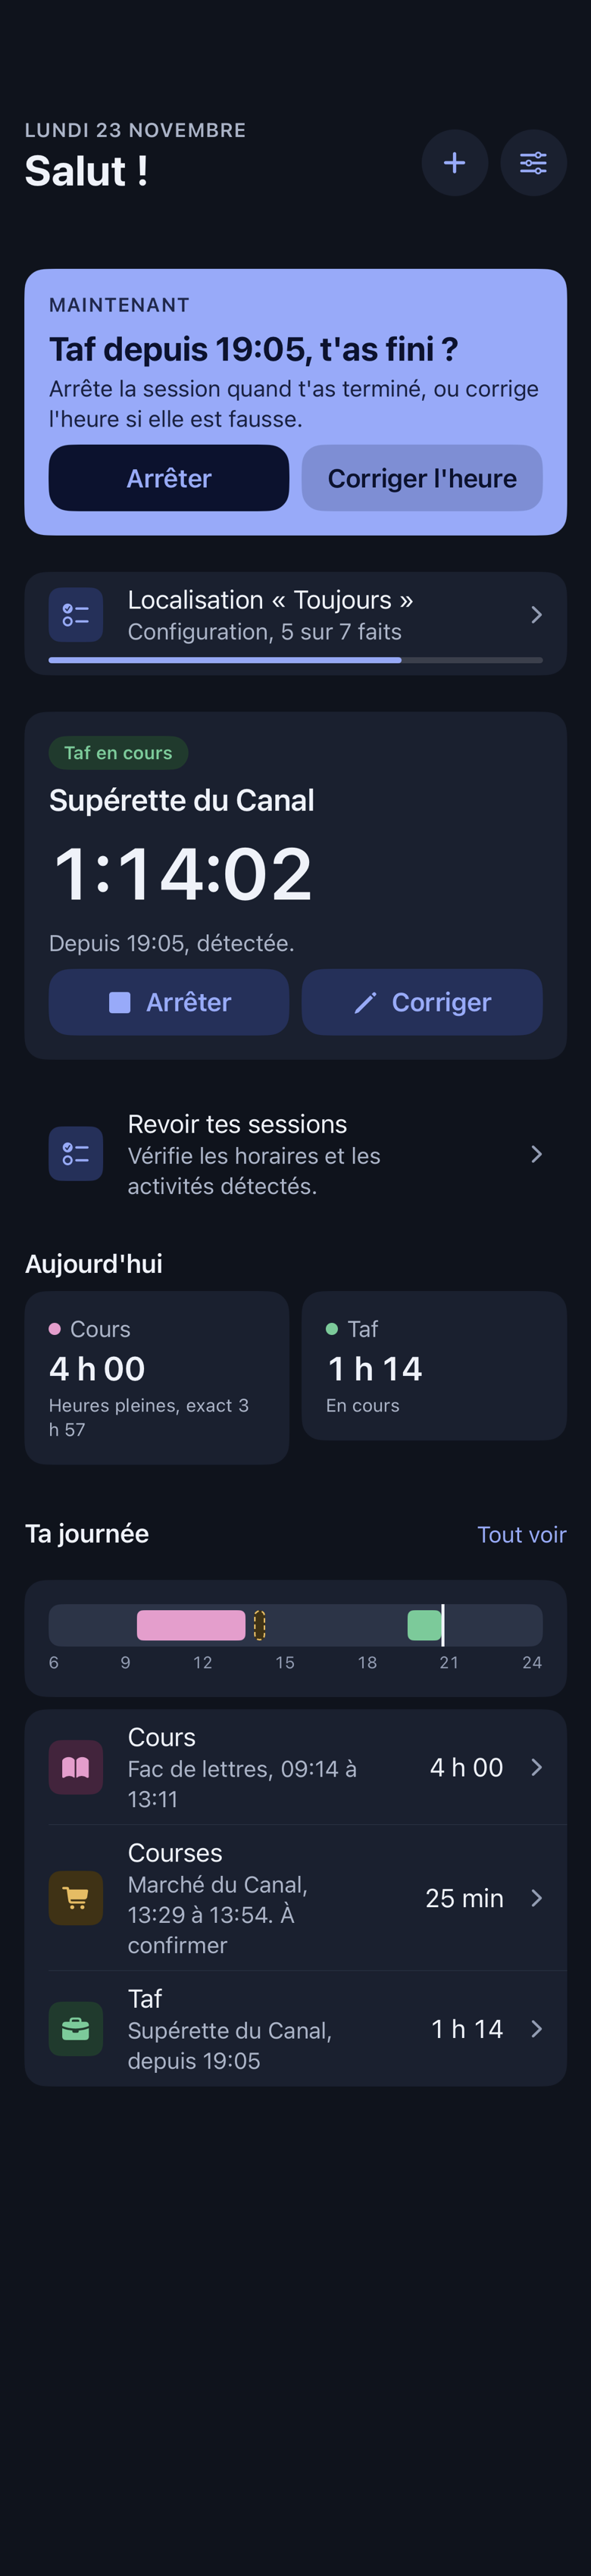 LUNDI 23 NOVEMBRE
Salut !
MAINTENANT
Taf depuis 19:05, t'as fini ?
Arrête la session quand t'as terminé, ou corrige
l'heure si elle est fausse.
Arrêter
Corriger l'heure
Localisation « Toujours »
Configuration, 5 sur 7 faits
Taf en cours
Supérette du Canal
1:14:02
Depuis 19:05, détectée.
Arrêter
Corriger
Revoir tes sessions
Vérifie les horaires et les
activités détectés.
Aujourd'hui
Cours
4 h 00
Heures pleines, exact 3
h 57
Taf
1 h 14
En cours
Ta journée
Tout voir
6 9 12 15 18 21 24
Cours
Fac de lettres, 09:14 à
13:11
4 h 00
Courses
Marché du Canal,
13:29 à 13:54. À
confirmer
25 min
Taf
Supérette du Canal,
depuis 19:05
1 h 14